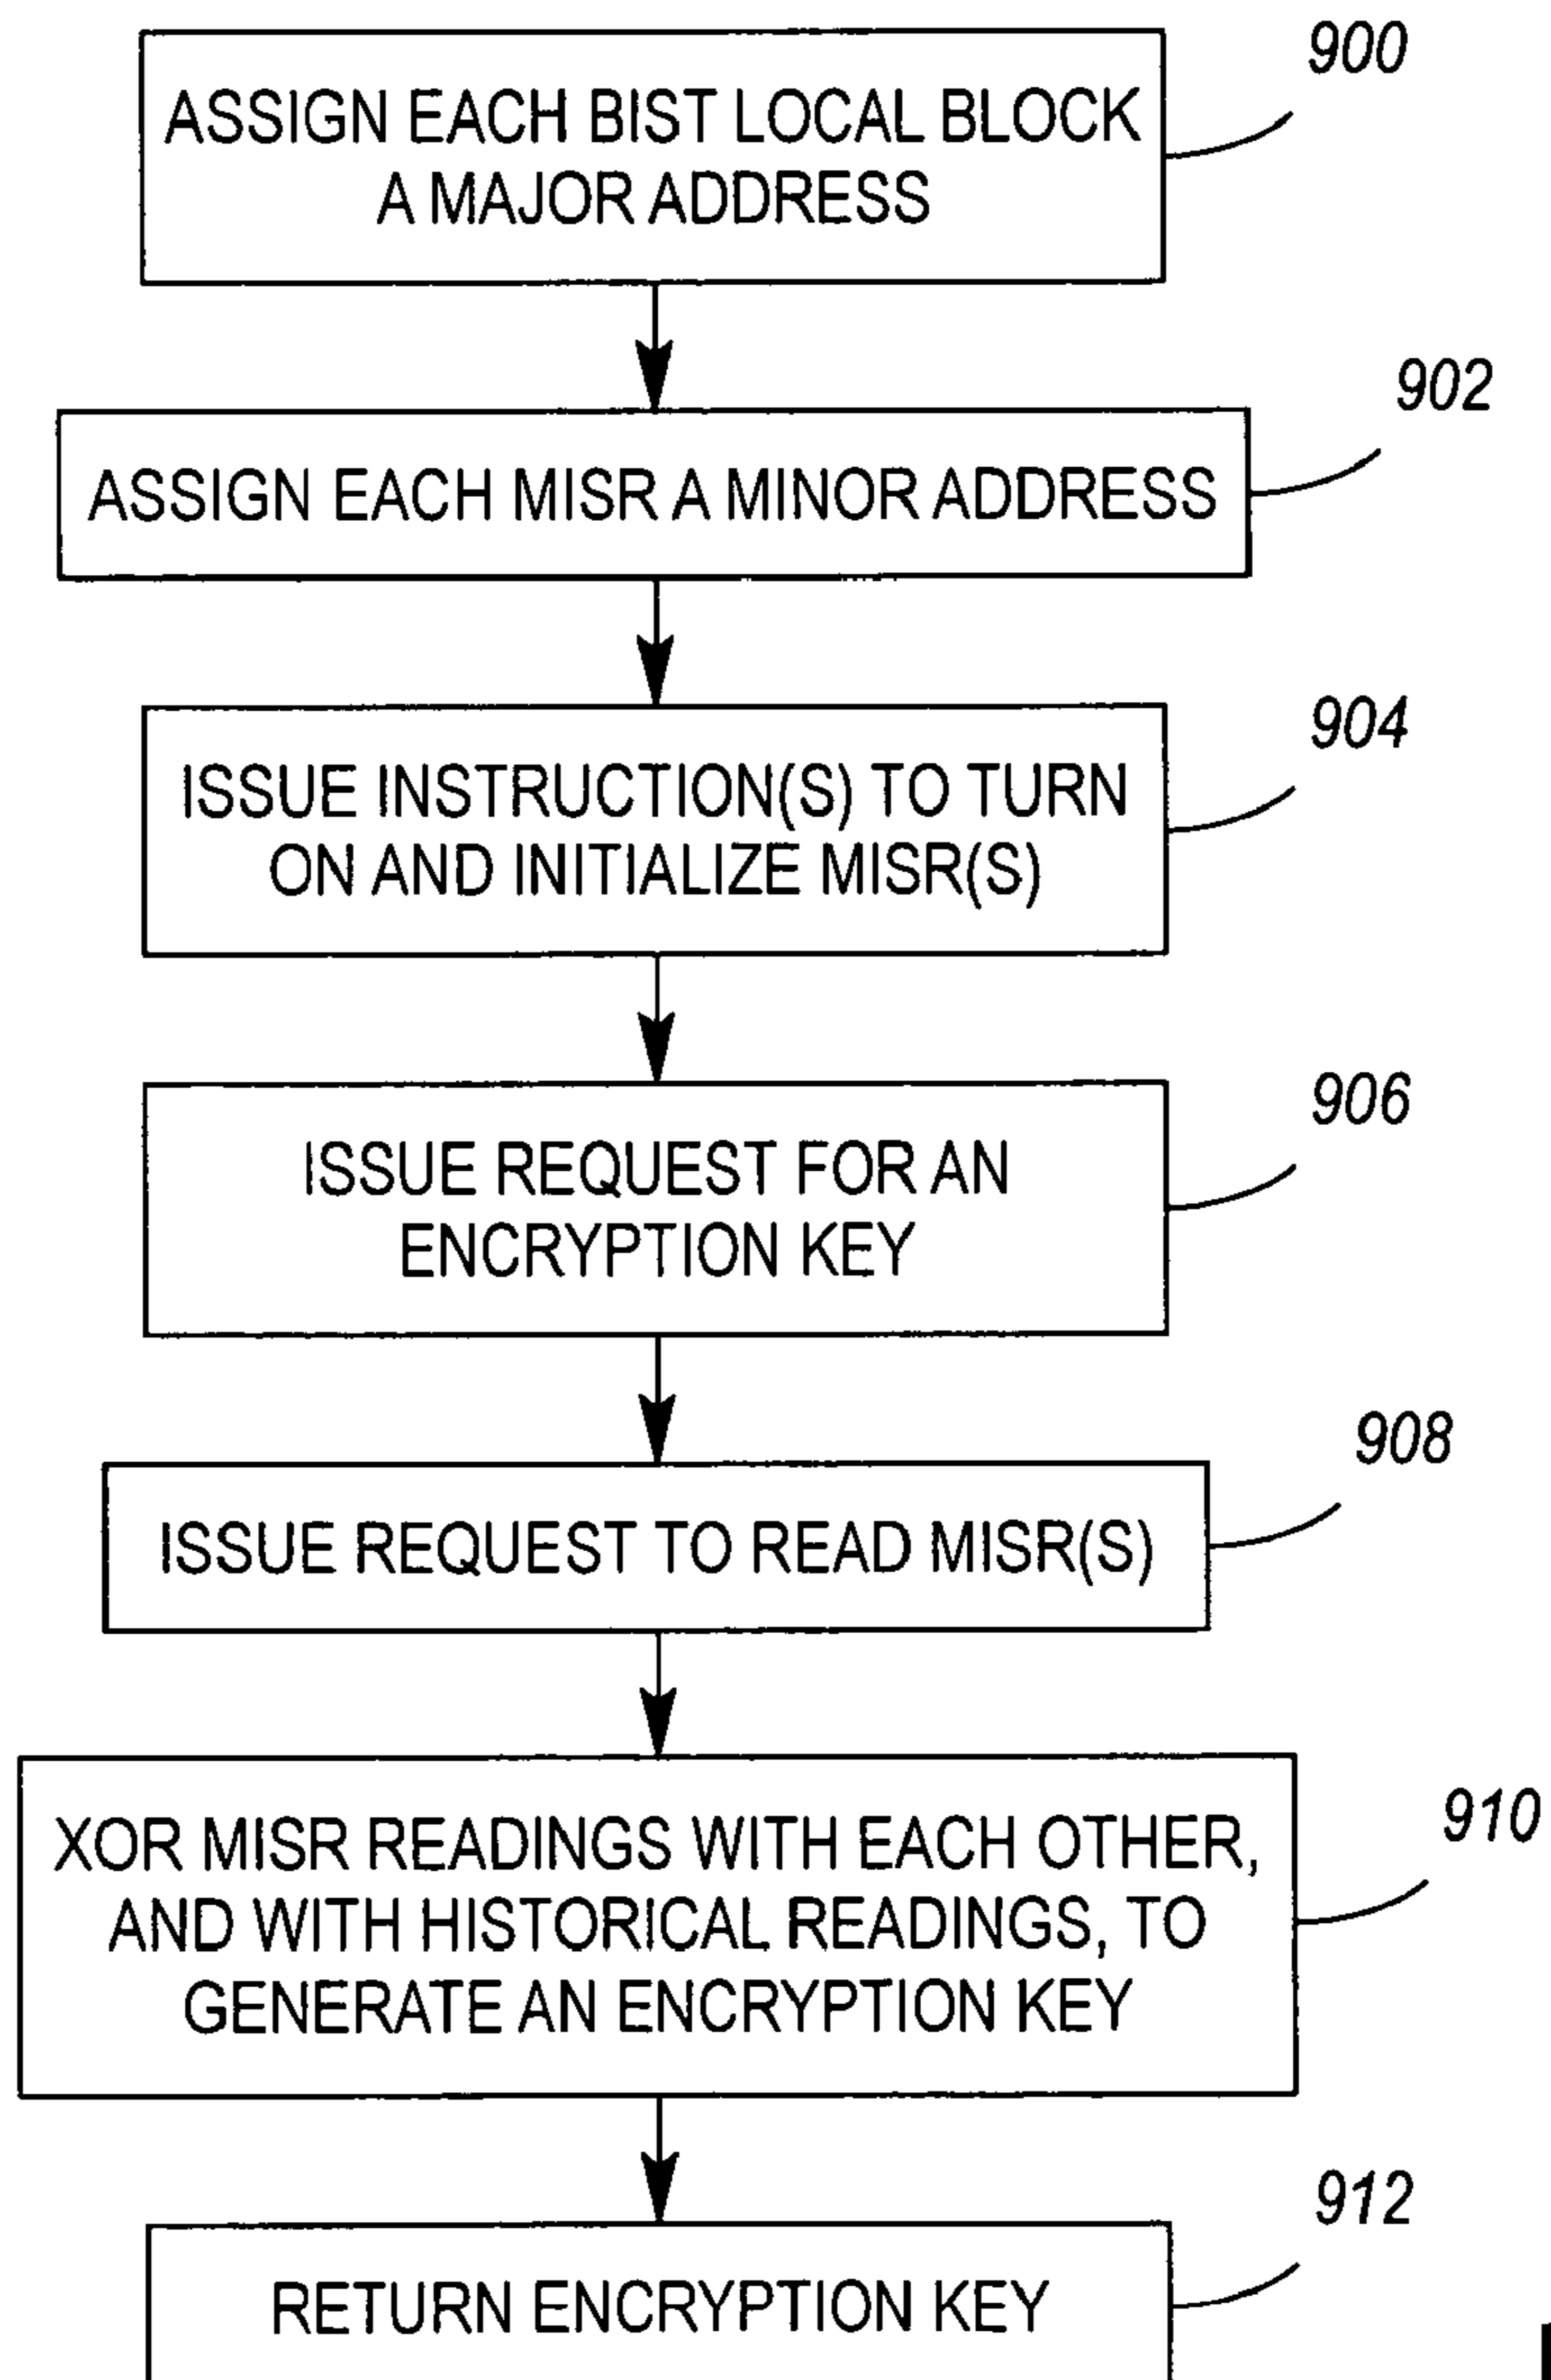 900
ASSIGN EACH BIST LOCAL BLOCK
A MAJOR ADDRESS
902
ASSIGN EACH MISR A MINOR ADDRESS
904
ISSUE INSTRUCTION(S) TO TURN
ON AND INITIALIZE MISR(S)
906
ISSUE REQUEST FOR AN
ENCRYPTION KEY
908
ISSUE REQUEST TO READ MISR(S)
910
XOR MISR READINGS WITH EACH OTHER,
AND WITH HISTORICAL READINGS, TO
GENERATE AN ENCRYPTION KEY
912
RETURN ENCRYPTION KEY